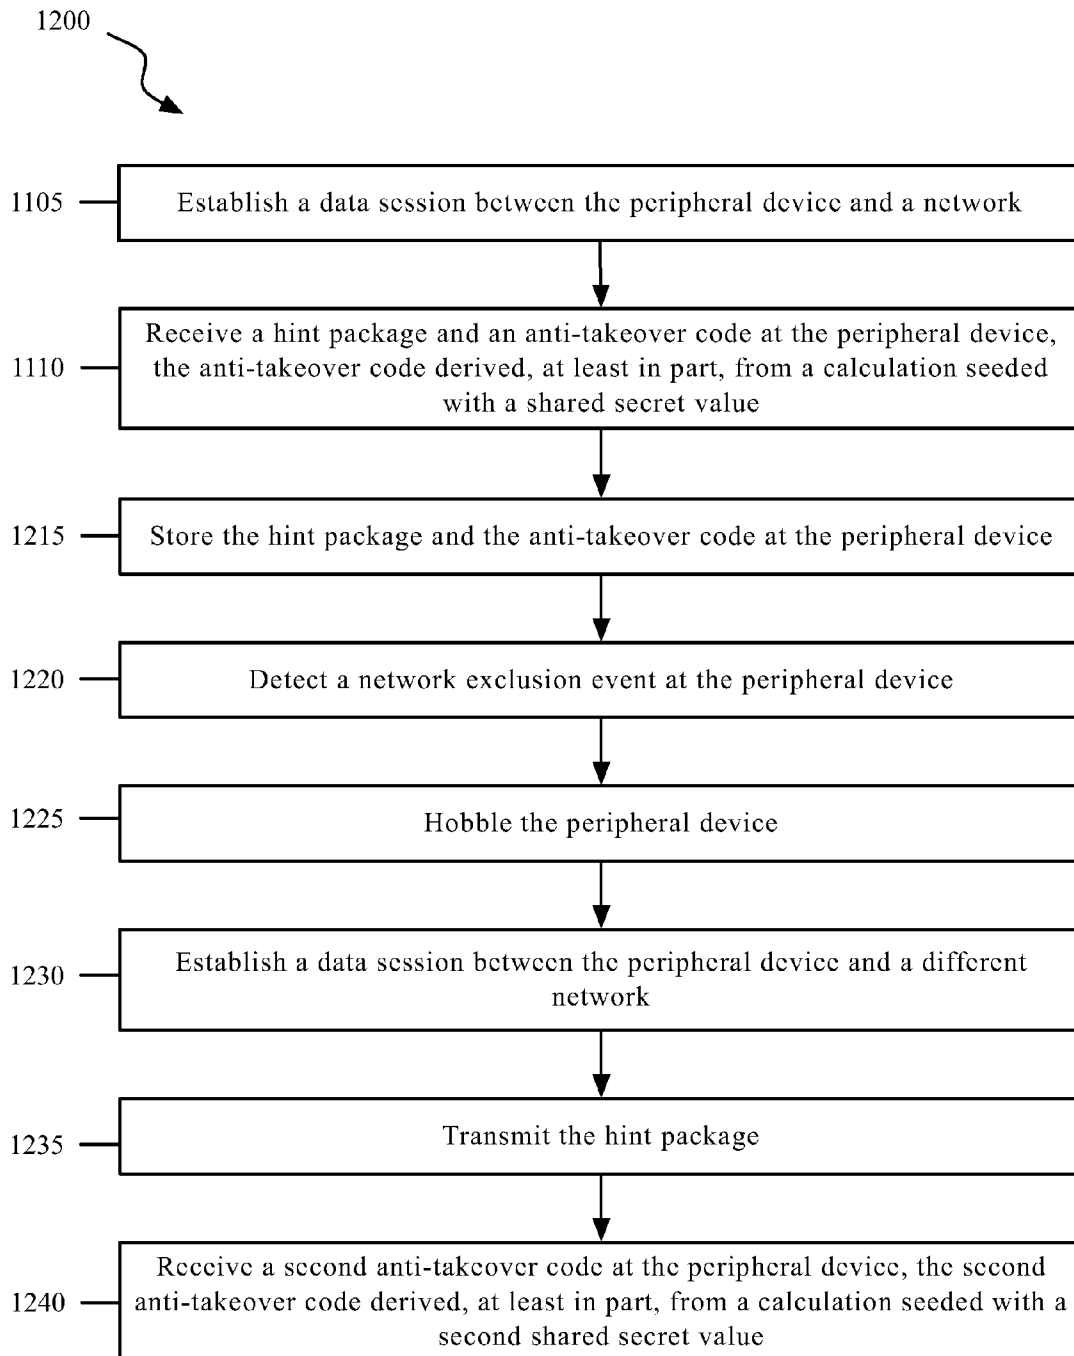 1200
1105
Establish a data session between the peripheral device and a network
1110
Receive a hint package and an anti-takeover code at the peripheral device,
the anti-takeover code derived, at least in part, from a calculation seeded
with a shared secret value
1215
Store the hint package and the anti-takeover code at the peripheral device
1220
Detect a network exclusion event at the peripheral device
1225
Hobble the peripheral device
1230
Establish a data session between the peripheral device and a different
network
1235
Transmit the hint package
1240
Receive a second anti-takeover code at the peripheral device, the second
anti-takeover code derived, at least in part, from a calculation seeded with a
second shared secret value